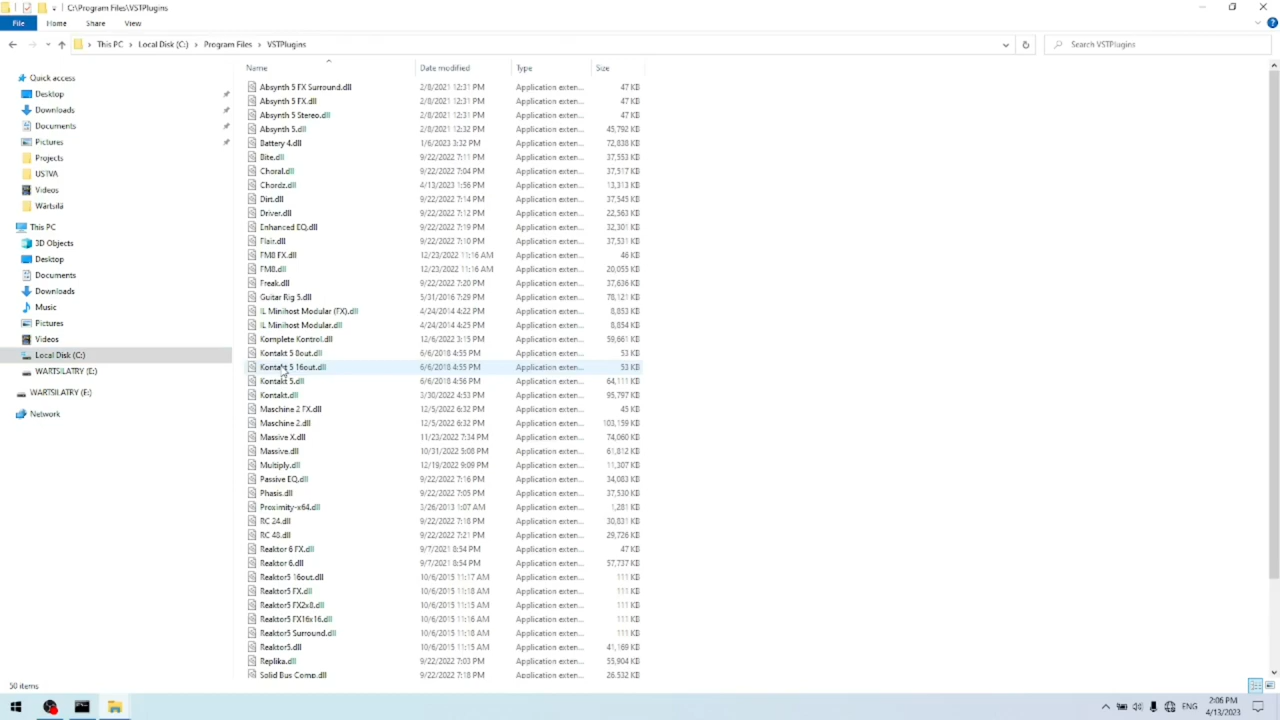 C:\Program Files\VSTPlugins
File Home Share View
This PC > Local Disk (C:) > Program Files > VSTPlugins
Search VSTPlugins
Name Date modified Type Size
Quick access
Desktop
Downloads
Documents
Pictures
Projects
USTVA
Videos
Wärtsilä
This PC
3D Objects
Desktop
Documents
Downloads
Music
Pictures
Videos
Local Disk (C:)
WARTSILATRY (E:)
WARTSILATRY (E:)
Network
Absynth 5 FX Surround.dll 2/8/2021 12:31 PM Application exten... 47 KB
Absynth 5 FX.dll 2/8/2021 12:31 PM Application exten... 47 KB
Absynth 5 Stereo.dll 2/8/2021 12:31 PM Application exten... 47 KB
Absynth 5.dll 2/8/2021 12:32 PM Application exten... 45,792 KB
Battery 4.dll 1/6/2023 3:32 PM Application exten... 72,838 KB
Bite.dll 9/22/2022 7:11 PM Application exten... 37,553 KB
Choral.dll 9/22/2022 7:04 PM Application exten... 37,517 KB
Chordz.dll 4/13/2023 1:56 PM Application exten... 13,313 KB
Dirt.dll 9/22/2022 7:14 PM Application exten... 37,545 KB
Driver.dll 9/22/2022 7:12 PM Application exten... 22,563 KB
Enhanced EQ.dll 9/22/2022 7:19 PM Application exten... 32,301 KB
Flair.dll 9/22/2022 7:10 PM Application exten... 37,531 KB
FM8 FX.dll 12/23/2022 11:16 AM Application exten... 46 KB
FM8.dll 12/23/2022 11:16 AM Application exten... 20,055 KB
Freak.dll 9/22/2022 7:20 PM Application exten... 37,636 KB
Guitar Rig 5.dll 5/31/2016 7:29 PM Application exten... 78,121 KB
IL Minihost Modular (FX).dll 4/24/2014 4:22 PM Application exten... 8,853 KB
IL Minihost Modular.dll 4/24/2014 4:25 PM Application exten... 8,854 KB
Komplete Kontrol.dll 12/6/2022 3:15 PM Application exten... 59,661 KB
Kontakt 5 8out.dll 6/6/2018 4:55 PM Application exten... 53 KB
Kontakt 5 16out.dll 6/6/2018 4:55 PM Application exten... 53 KB
Kontakt 5.dll 6/6/2018 4:56 PM Application exten... 64,111 KB
Kontakt.dll 3/30/2022 4:53 PM Application exten... 95,797 KB
Maschine 2 FX.dll 12/5/2022 6:32 PM Application exten... 45 KB
Maschine 2.dll 12/5/2022 6:32 PM Application exten... 103,159 KB
Massive X.dll 11/23/2022 7:34 PM Application exten... 74,060 KB
Massive.dll 10/31/2022 5:08 PM Application exten... 61,812 KB
Multiply.dll 12/19/2022 9:09 PM Application exten... 11,307 KB
Passive EQ.dll 9/22/2022 7:16 PM Application exten... 34,083 KB
Phasis.dll 9/22/2022 7:05 PM Application exten... 37,530 KB
Proximity-x64.dll 3/26/2013 1:07 AM Application exten... 1,281 KB
RC 24.dll 9/22/2022 7:18 PM Application exten... 30,831 KB
RC 48.dll 9/22/2022 7:21 PM Application exten... 29,726 KB
Reaktor 6 FX.dll 9/7/2021 8:54 PM Application exten... 47 KB
Reaktor 6.dll 9/7/2021 8:54 PM Application exten... 57,737 KB
Reaktor5 16out.dll 10/6/2015 11:17 AM Application exten... 111 KB
Reaktor5 FX.dll 10/6/2015 11:18 AM Application exten... 111 KB
Reaktor5 FX2x8.dll 10/6/2015 11:15 AM Application exten... 111 KB
Reaktor5 FX16x16.dll 10/6/2015 11:16 AM Application exten... 111 KB
Reaktor5 Surround.dll 10/6/2015 11:18 AM Application exten... 111 KB
Reaktor5.dll 10/6/2015 11:15 AM Application exten... 41,169 KB
Replika.dll 9/22/2022 7:03 PM Application exten... 55,904 KB
Solid Bus Comp.dll 9/22/2022 7:18 PM Application exten... 26,532 KB
50 items
ENG
2:06 PM
4/13/2023